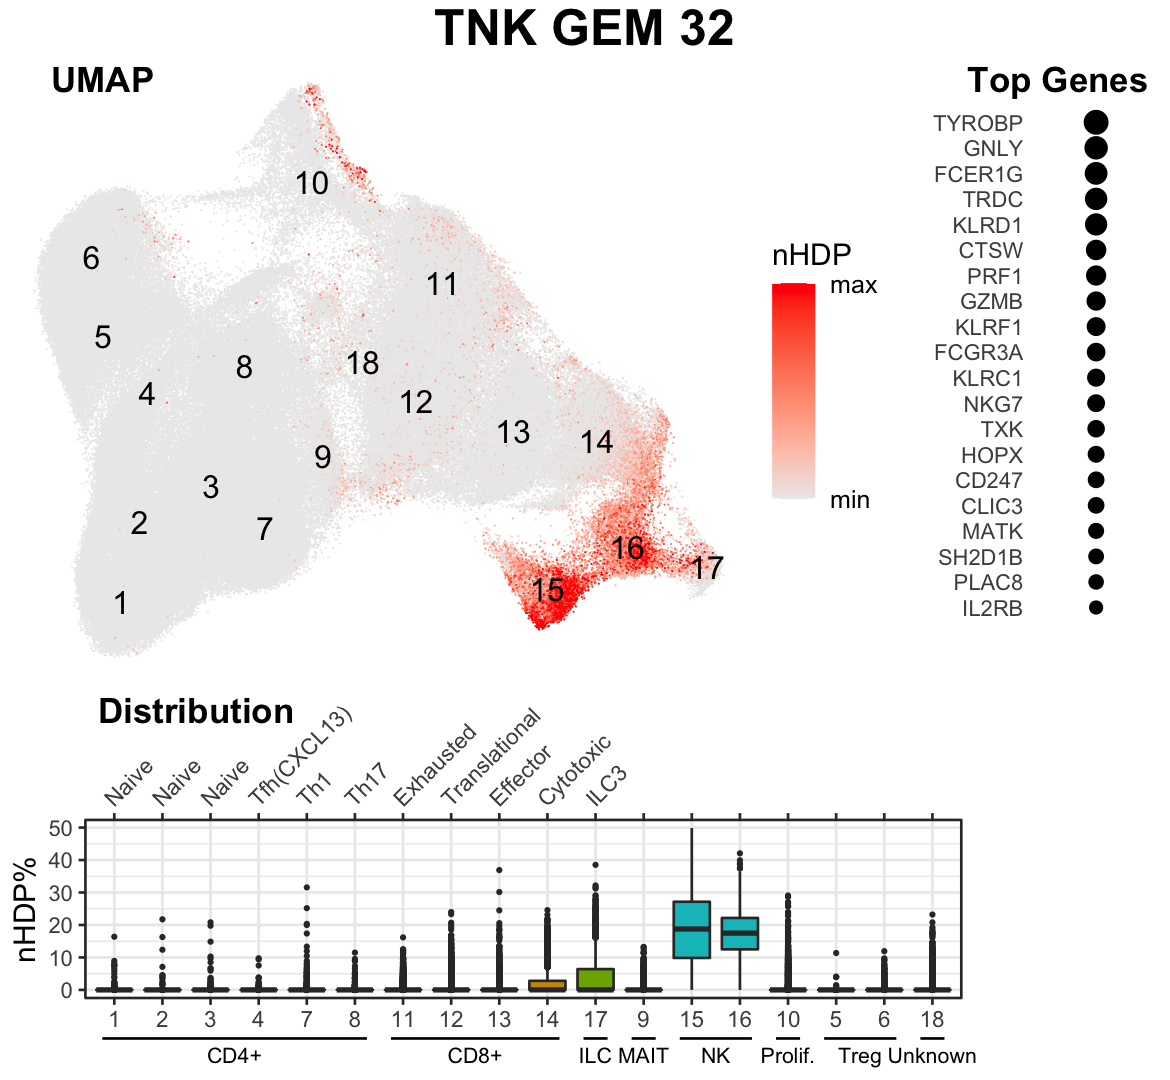 TNK GEM 32
UMAP
Top Genes
TYROBP
GNLY
FCER1G
TRDC
KLRD1
CTSW
PRF1
GZMB
KLRF1
FCGR3A
KLRC1
NKG7
TXK
HOPX
CD247
CLIC3
MATK
SH2D1B
PLAC8
IL2RB
nHDP
max
min
10
6
11
5
18
8
4
12
13
14
9
3
2
7
16
17
15
1
Distribution
Naive
Naive
Naive
Tfh(CXCL13)
Th1
Th17
Exhausted
Translational
Effector
Cytotoxic
ILC3
nHDP%
50
40
30
20
10
0
1 2 3 4 7 8 11 12 13 14 17 9 15 16 10 5 6 18
CD4+ CD8+ ILC MAIT NK Prolif. Treg Unknown